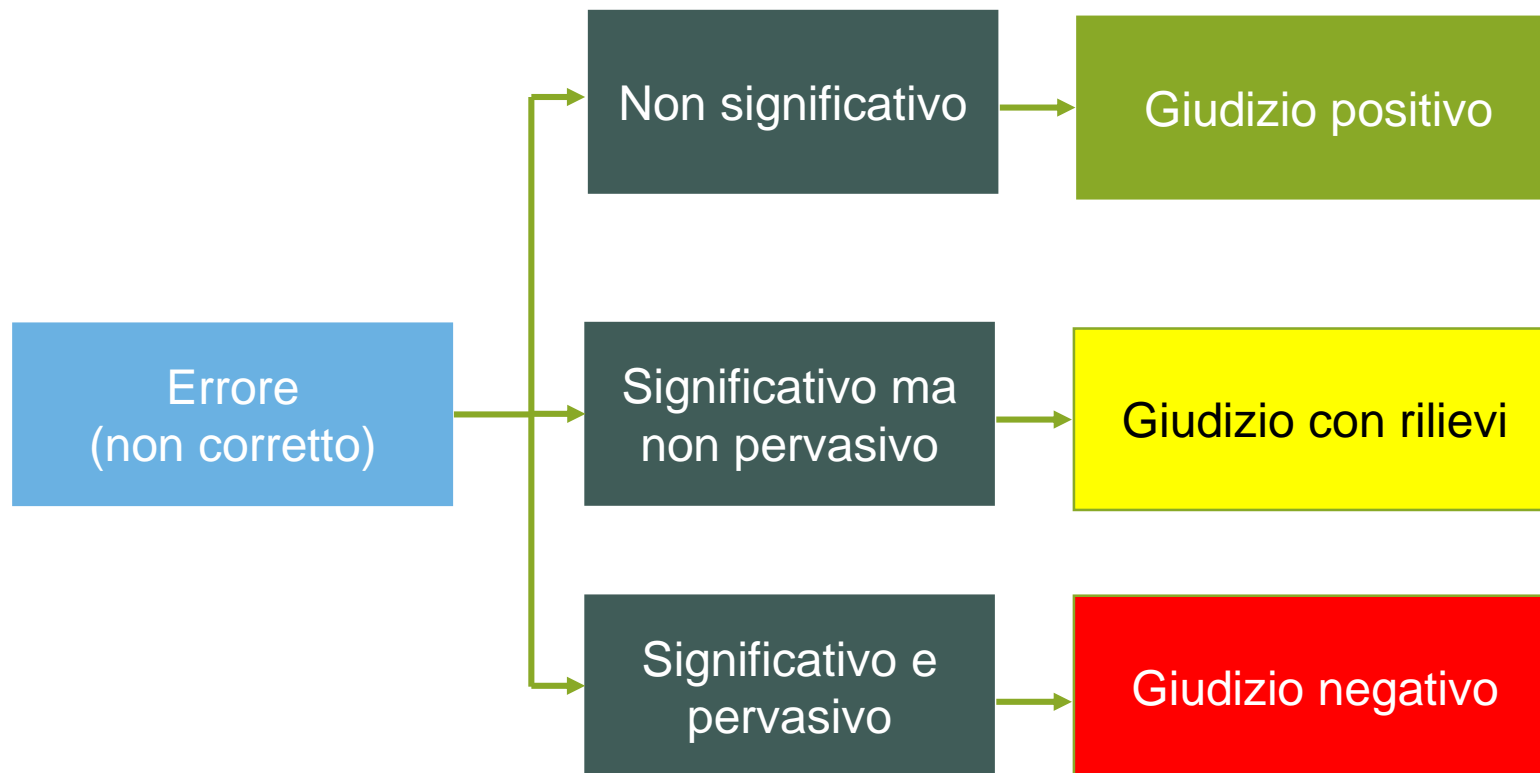 Non significativo
Giudizio positivo
Errore
(non corretto)
Significativo ma
non pervasivo
Giudizio con rilievi
Significativo e
pervasivo
Giudizio negativo